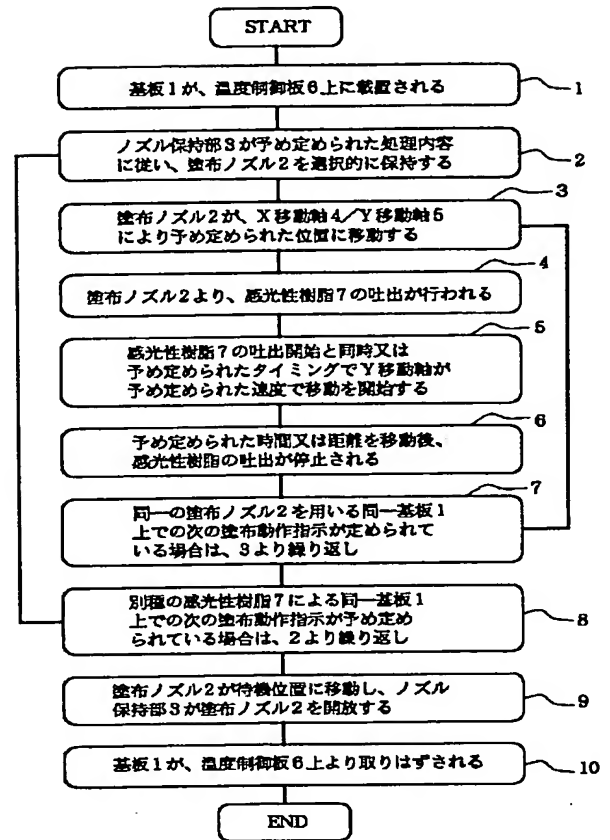 START
基板1が、温度制御板6上に載置される
1
ノズル保持部3が予め定められた処理内容
に従い、塗布ノズル2を選択的に保持する
2
3
塗布ノズル2が、X移動軸4/Y移動軸5
により予め定められた位置に移動する
4
塗布ノズル2より、感光性樹脂7の吐出が行われる
5
感光性樹脂7の吐出開始と同時又は
予め定められたタイミングでY移動軸が
予め定められた速度で移動を開始する
6
予め定められた時間又は距離を移動後、
感光性樹脂の吐出が停止される
7
同一の塗布ノズル2を用いる同一基板1
上での次の塗布動作指示が定められて
いる場合は、3より繰り返し
別種の感光性樹脂7による同一基板1
上での次の塗布動作指示が予め定め
られている場合は、2より繰り返し
8
塗布ノズル2が待機位置に移動し、ノズル
保持部3が塗布ノズル2を開放する
9
基板1が、温度制御板6上より取りはずされる
10
END